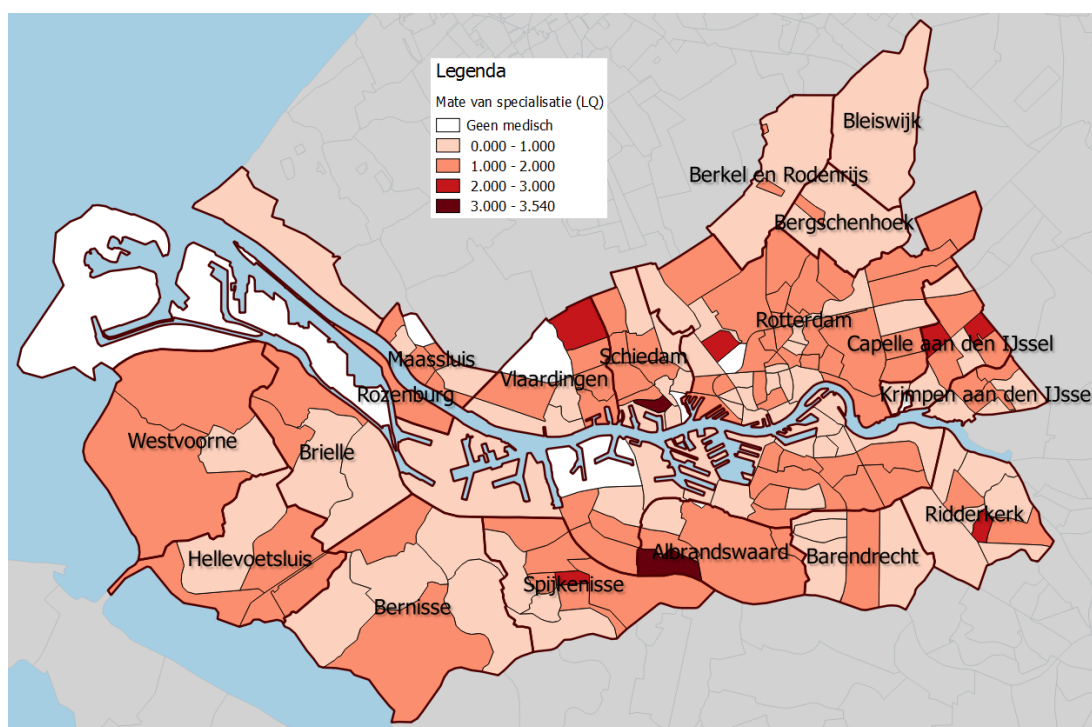 Legenda
Mate van specialisatie (LQ)
Geen medisch
0.000 - 1.000
1.000 - 2.000
2.000 - 3.000
3.000 - 3.540
Bleiswijk
Berkel en Rodenrijs
Bergschenhoek
Rotterdam
Capelle aan den IJssel
Maassluis
Schiedam
Vlaardingen
Rozenburg
Krimpen aan den IJssel
Westvoorne
Brielle
Ridderkerk
Hellevoetsluis
Albrandswaard
Barendrecht
Spijkenisse
Bernisse